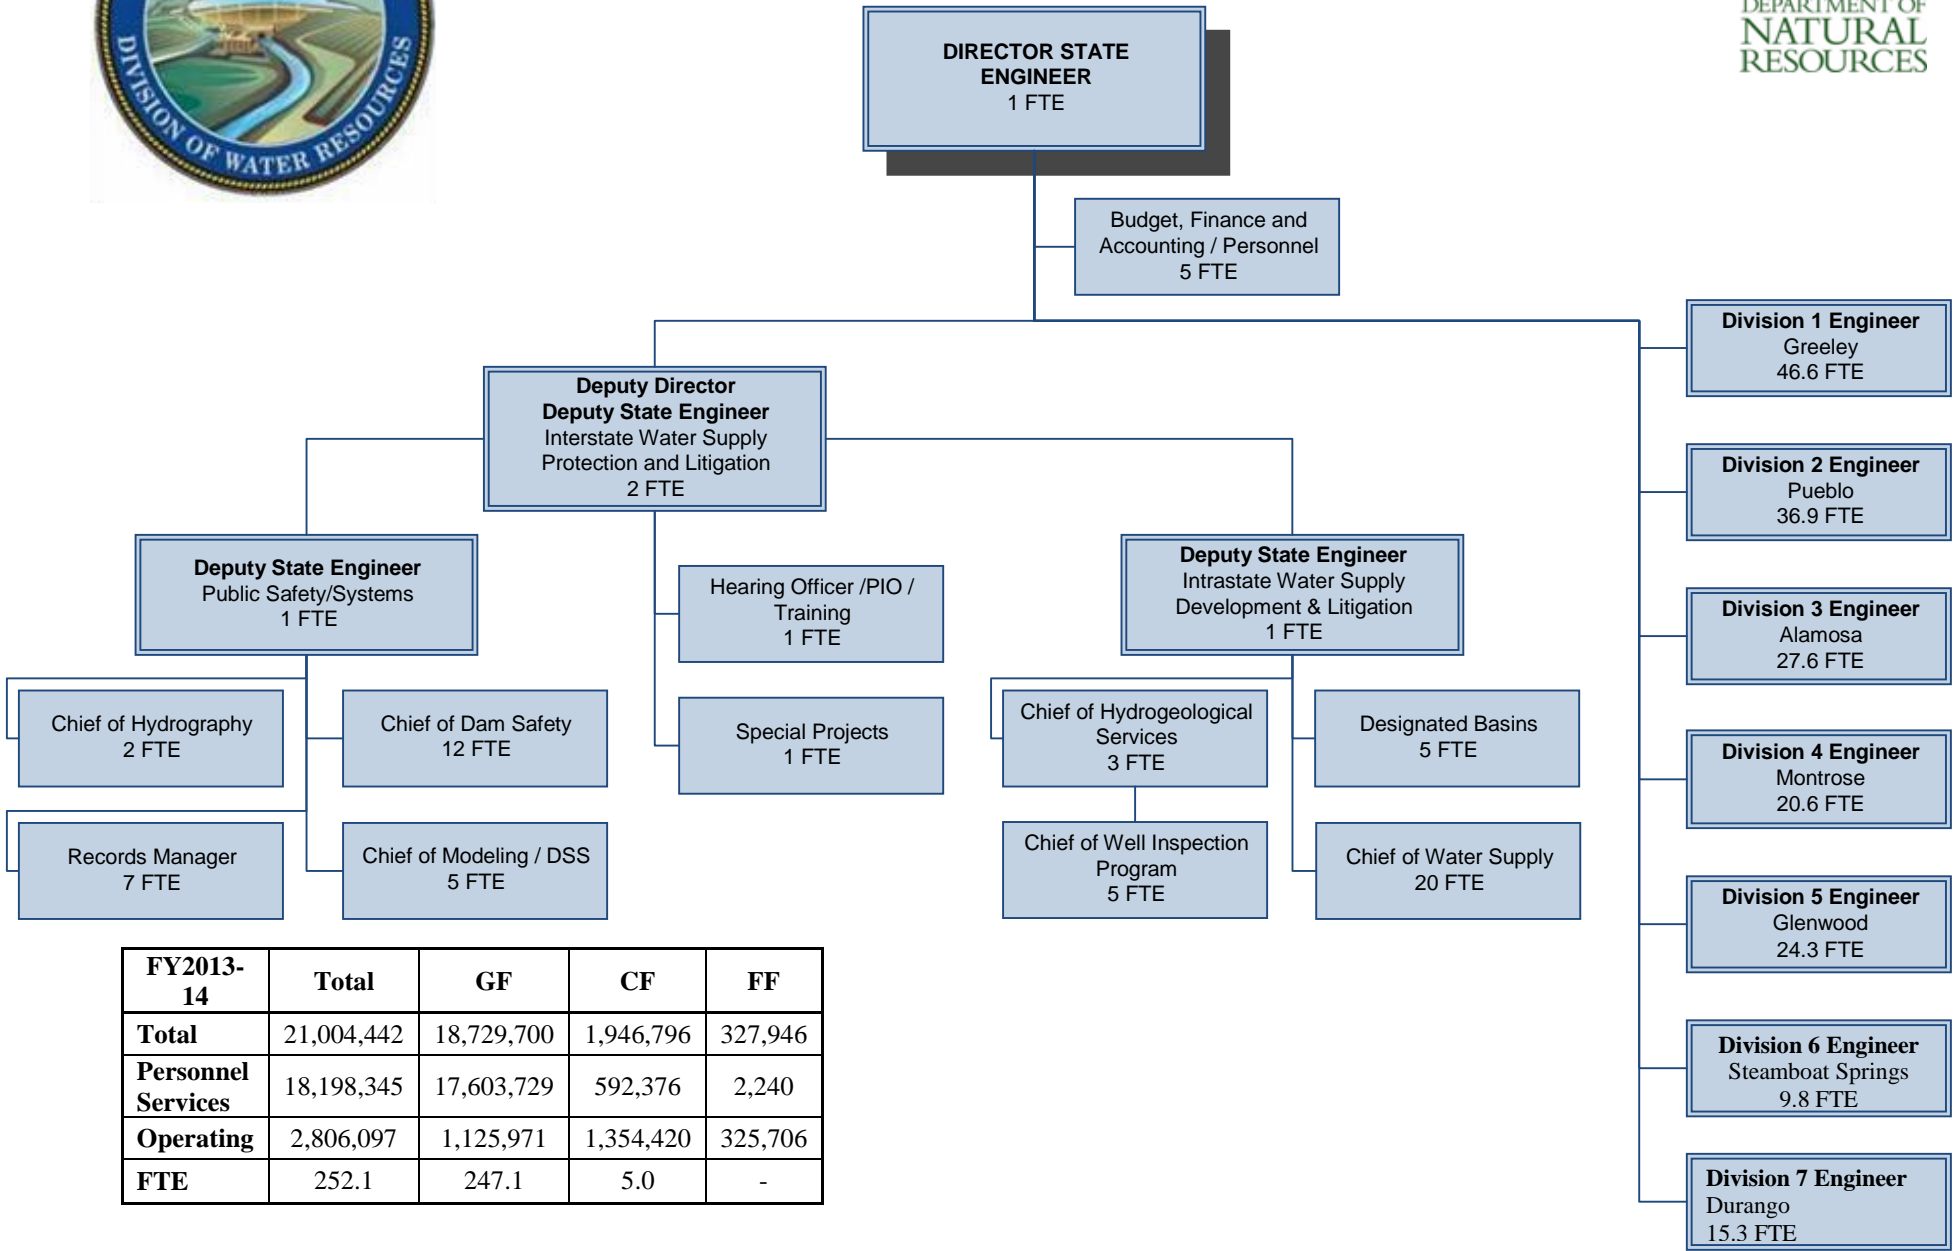 DIVISION OF WATER RESOURCES
DEPARTMENT OF
NATURAL
RESOURCES
DIRECTOR STATE
ENGINEER
1 FTE
Budget, Finance and
Accounting / Personnel
5 FTE
Deputy Director
Deputy State Engineer
Interstate Water Supply
Protection and Litigation
2 FTE
Deputy State Engineer
Public Safety/Systems
1 FTE
Hearing Officer /PIO /
Training
1 FTE
Special Projects
1 FTE
Deputy State Engineer
Intrastate Water Supply
Development & Litigation
1 FTE
Chief of Hydrography
2 FTE
Chief of Dam Safety
12 FTE
Records Manager
7 FTE
Chief of Modeling / DSS
5 FTE
Chief of Hydrogeological
Services
3 FTE
Designated Basins
5 FTE
Chief of Well Inspection
Program
5 FTE
Chief of Water Supply
20 FTE
Division 1 Engineer
Greeley
46.6 FTE
Division 2 Engineer
Pueblo
36.9 FTE
Division 3 Engineer
Alamosa
27.6 FTE
Division 4 Engineer
Montrose
20.6 FTE
Division 5 Engineer
Glenwood
24.3 FTE
Division 6 Engineer
Steamboat Springs
9.8 FTE
Division 7 Engineer
Durango
15.3 FTE
FY2013-
14 Total GF CF FF
Total 21,004,442 18,729,700 1,946,796 327,946
Personnel
Services 18,198,345 17,603,729 592,376 2,240
Operating 2,806,097 1,125,971 1,354,420 325,706
FTE 252.1 247.1 5.0 -